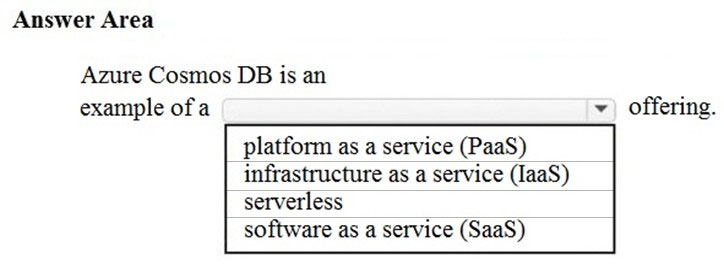 Answer Area
Azure Cosmos DB is an
example of a offering.
platform as a service (PaaS)
infrastructure as a service (IaaS)
serverless
software as a service (SaaS)